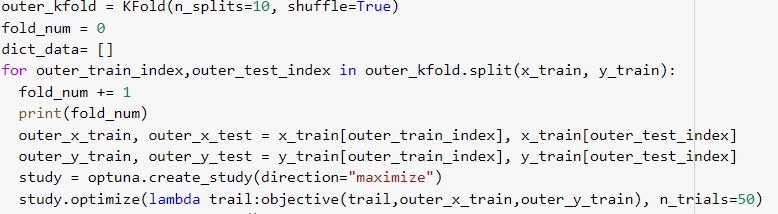 outer_kfold = KFold(n_splits=10, shuffle=True)
fold_num = 0
dict_data= []
for outer_train_index,outer_test_index in outer_kfold.split(x_train, y_train):
  fold_num += 1
  print(fold_num)
  outer_x_train, outer_x_test = x_train[outer_train_index], x_train[outer_test_index]
  outer_y_train, outer_y_test = y_train[outer_train_index], y_train[outer_test_index]
  study = optuna.create_study(direction="maximize")
  study.optimize(lambda trail:objective(trail,outer_x_train,outer_y_train), n_trials=50)